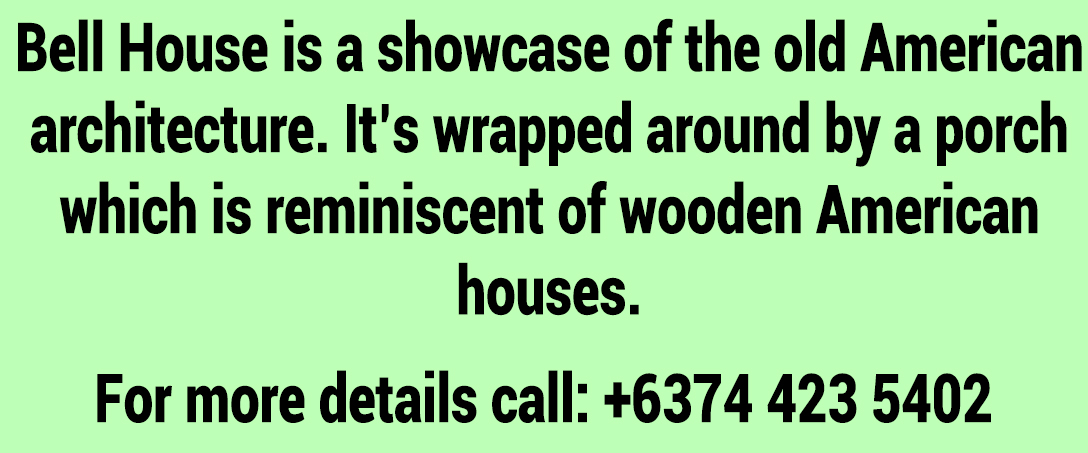 Bell House is a showcase of the old American
architecture. It's wrapped around by a porch
which is reminiscent of wooden American
houses.
For more details call: +6374 423 5402